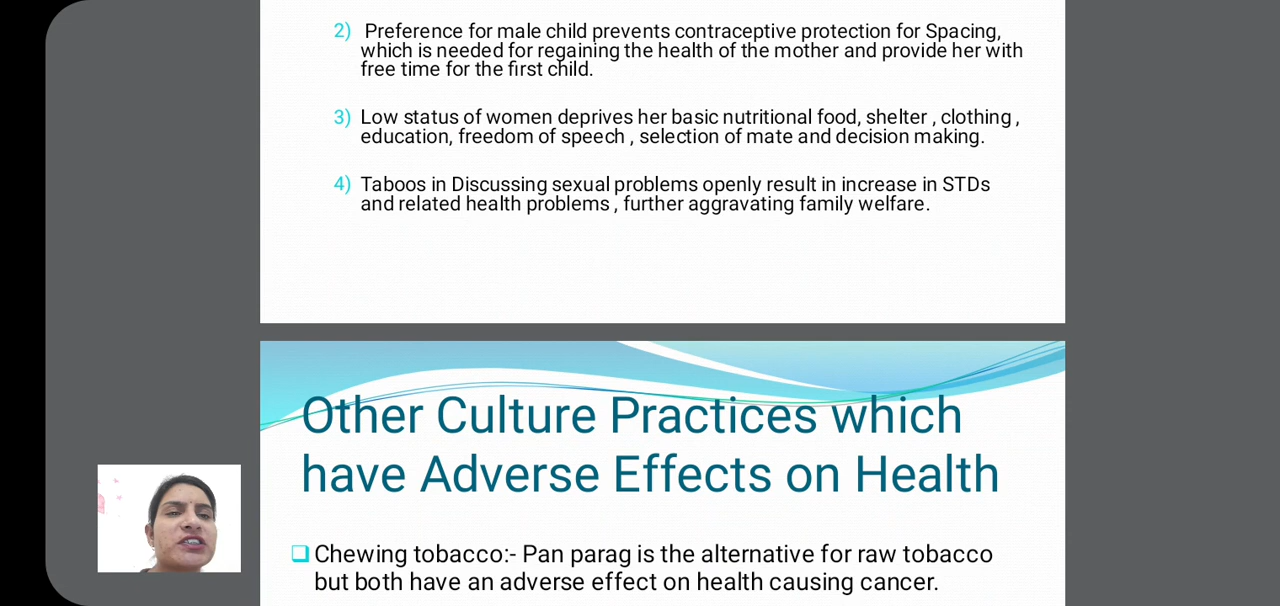 2) Preference for male child prevents contraceptive protection for Spacing,
which is needed for regaining the health of the mother and provide her with
free time for the first child.
3) Low status of women deprives her basic nutritional food, shelter , clothing ,
education, freedom of speech , selection of mate and decision making.
4) Taboos in Discussing sexual problems openly result in increase in STDs
and related health problems , further aggravating family welfare.
Other Culture Practices which
have Adverse Effects on Health
Chewing tobacco:- Pan parag is the alternative for raw tobacco
but both have an adverse effect on health causing cancer.